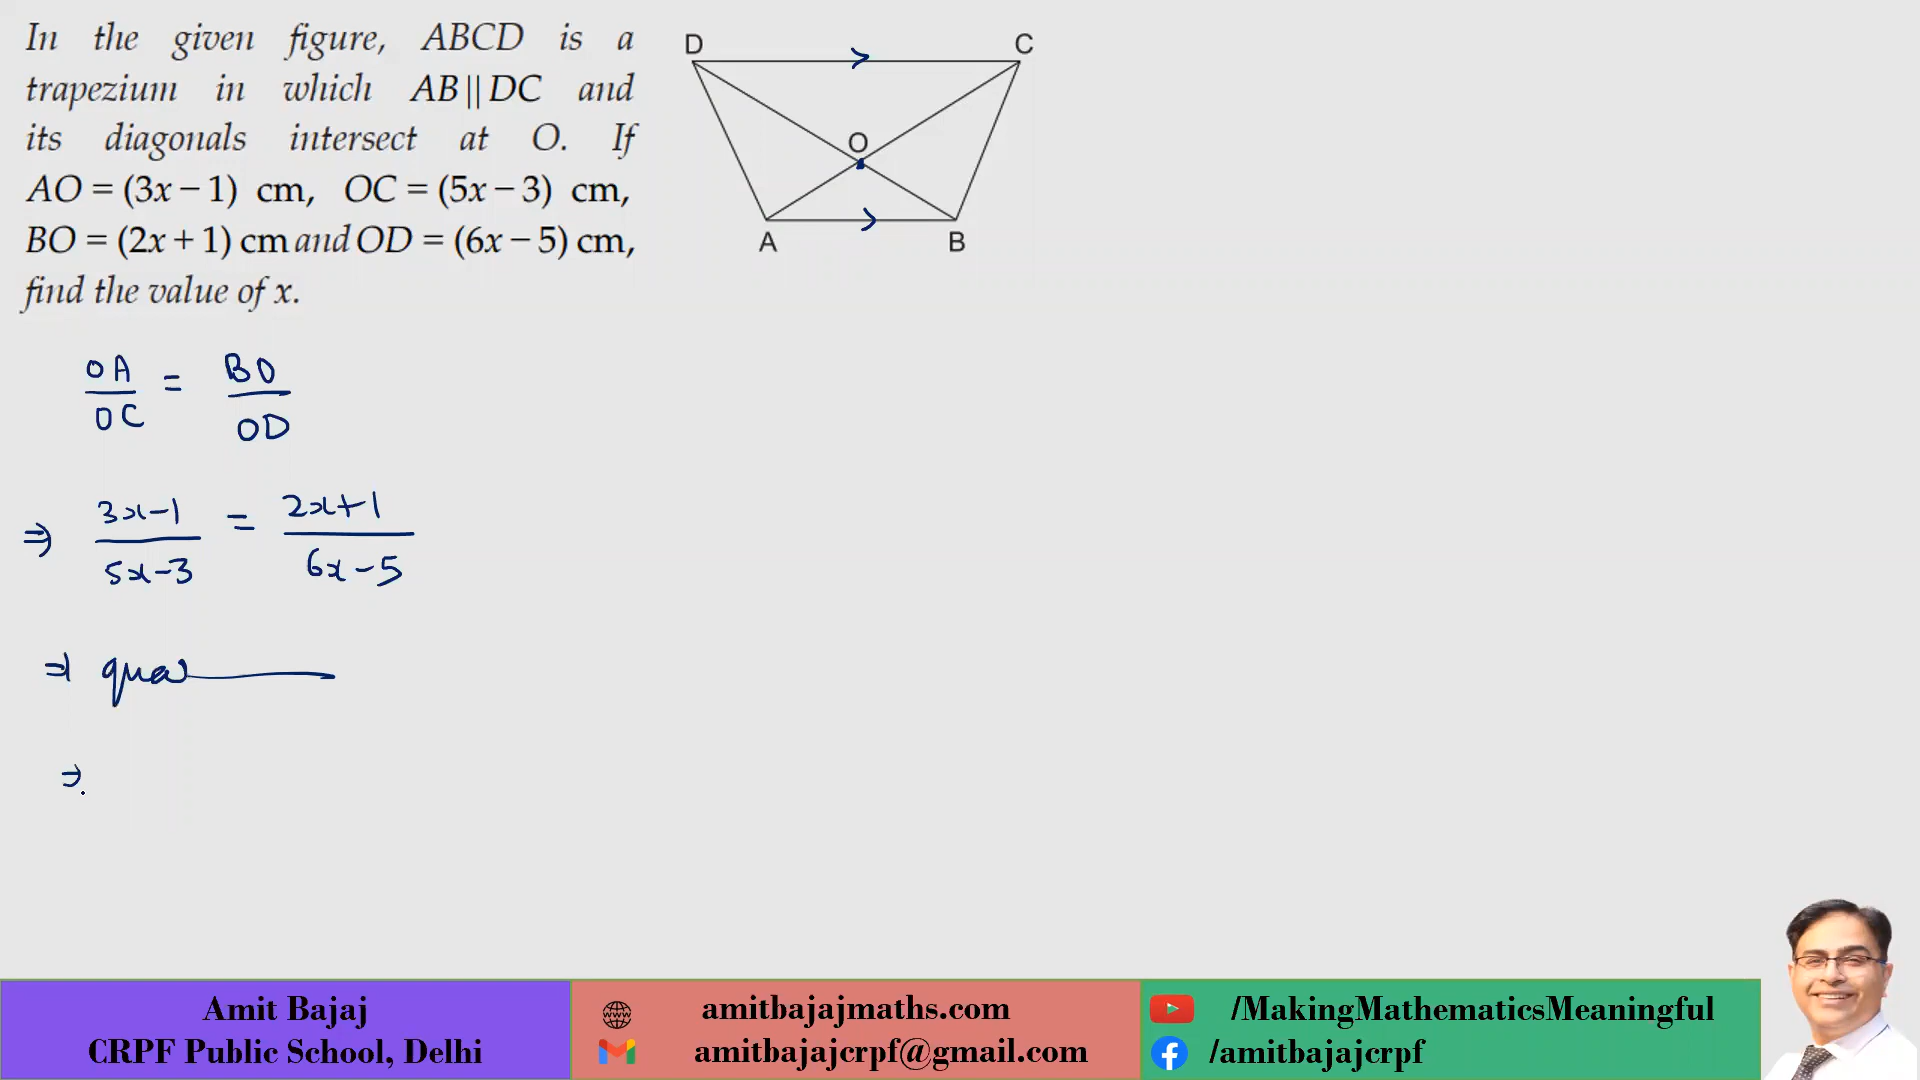 In the given figure, ABCD is a
trapezium in which AB || DC and
its diagonals intersect at O. If
AO = (3x − 1) cm, OC = (5x − 3) cm,
BO = (2x + 1) cm and OD = (6x − 5) cm,
find the value of x.
D C
O
A B
OA/OC = BO/OD
⇒ 3x-1/5x-3 = 2x+1/6x-5
⇒ qua
⇒
Amit Bajaj
CRPF Public School, Delhi
amitbajajmaths.com
amitbajajcrpf@gmail.com
/MakingMathematicsMeaningful
/amitbajajcrpf